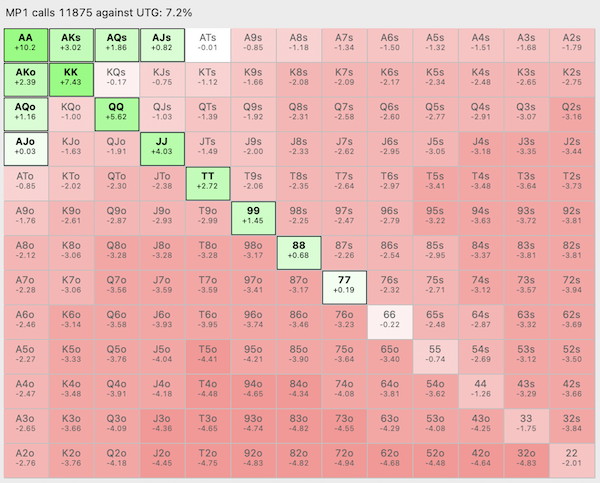 MP1 calls 11875 against UTG: 7.2%
AA AKs AQs AJs ATs A9s A8s A7s A6s A5s A4s A3s A2s
+10.2 +3.02 +1.86 +0.82 -0.01 -0.85 -1.18 -1.34 -1.50 -1.32 -1.51 -1.68 -1.79
AKo KK KQs KJs KTs K9s K8s K7s K6s K5s K4s K3s K2s
+2.39 +7.43 -0.17 -0.75 -1.12 -1.66 -2.08 -2.09 -2.17 -2.34 -2.48 -2.65 -2.75
AQo KQo QQ QJs QTs Q9s Q8s Q7s Q6s Q5s Q4s Q3s Q2s
+1.16 -1.00 +5.62 -1.03 -1.39 -1.92 -2.31 -2.58 -2.60 -2.77 -2.91 -3.07 -3.16
AJo KJo QJo JJ JTs J9s J8s J7s J6s J5s J4s J3s J2s
+0.03 -1.63 -1.91 +4.03 -1.49 -2.00 -2.33 -2.62 -2.95 -3.05 -3.18 -3.35 -3.44
ATo KTo QTo JTo TT T9s T8s T7s T6s T5s T4s T3s T2s
-0.85 -2.02 -2.30 -2.38 +2.72 -2.06 -2.35 -2.64 -2.97 -3.41 -3.48 -3.64 -3.73
A9o K9o Q9o J9o T9o 99 98s 97s 96s 95s 94s 93s 92s
-1.76 -2.61 -2.87 -2.93 -2.99 +1.45 -2.25 -2.47 -2.79 -3.22 -3.63 -3.72 -3.81
A8o K8o Q8o J8o T8o 98o 88 87s 86s 85s 84s 83s 82s
-2.12 -3.06 -3.28 -3.28 -3.28 -3.17 +0.68 -2.26 -2.54 -2.95 -3.37 -3.81 -3.81
A7o K7o Q7o J7o T7o 97o 87o 77 76s 75s 74s 73s 72s
-2.28 -3.06 -3.56 -3.59 -3.59 -3.41 -3.17 +0.19 -2.32 -2.71 -3.12 -3.57 -3.94
A6o K6o Q6o J6o T6o 96o 86o 76o 66 65s 64s 63s 62s
-2.46 -3.14 -3.58 -3.93 -3.95 -3.74 -3.46 -3.23 -0.22 -2.48 -2.87 -3.32 -3.69
A5o K5o Q5o J5o T5o 95o 85o 75o 65o 55 54s 53s 52s
-2.27 -3.33 -3.76 -4.04 -4.41 -4.21 -3.90 -3.64 -3.40 -0.74 -2.69 -3.12 -3.50
A4o K4o Q4o J4o T4o 94o 84o 74o 64o 54o 44 43s 42s
-2.47 -3.48 -3.91 -4.18 -4.48 -4.65 -4.34 -4.08 -3.81 -3.62 -1.26 -3.29 -3.66
A3o K3o Q3o J3o T3o 93o 83o 73o 63o 53o 43o 33 32s
-2.65 -3.66 -4.09 -4.36 -4.65 -4.74 -4.82 -4.55 -4.29 -4.08 -4.25 -1.75 -3.84
A2o K2o Q2o J2o T2o 92o 82o 72o 62o 52o 42o 32o 22
-2.76 -3.76 -4.18 -4.45 -4.75 -4.83 -4.82 -4.94 -4.68 -4.48 -4.64 -4.83 -2.01